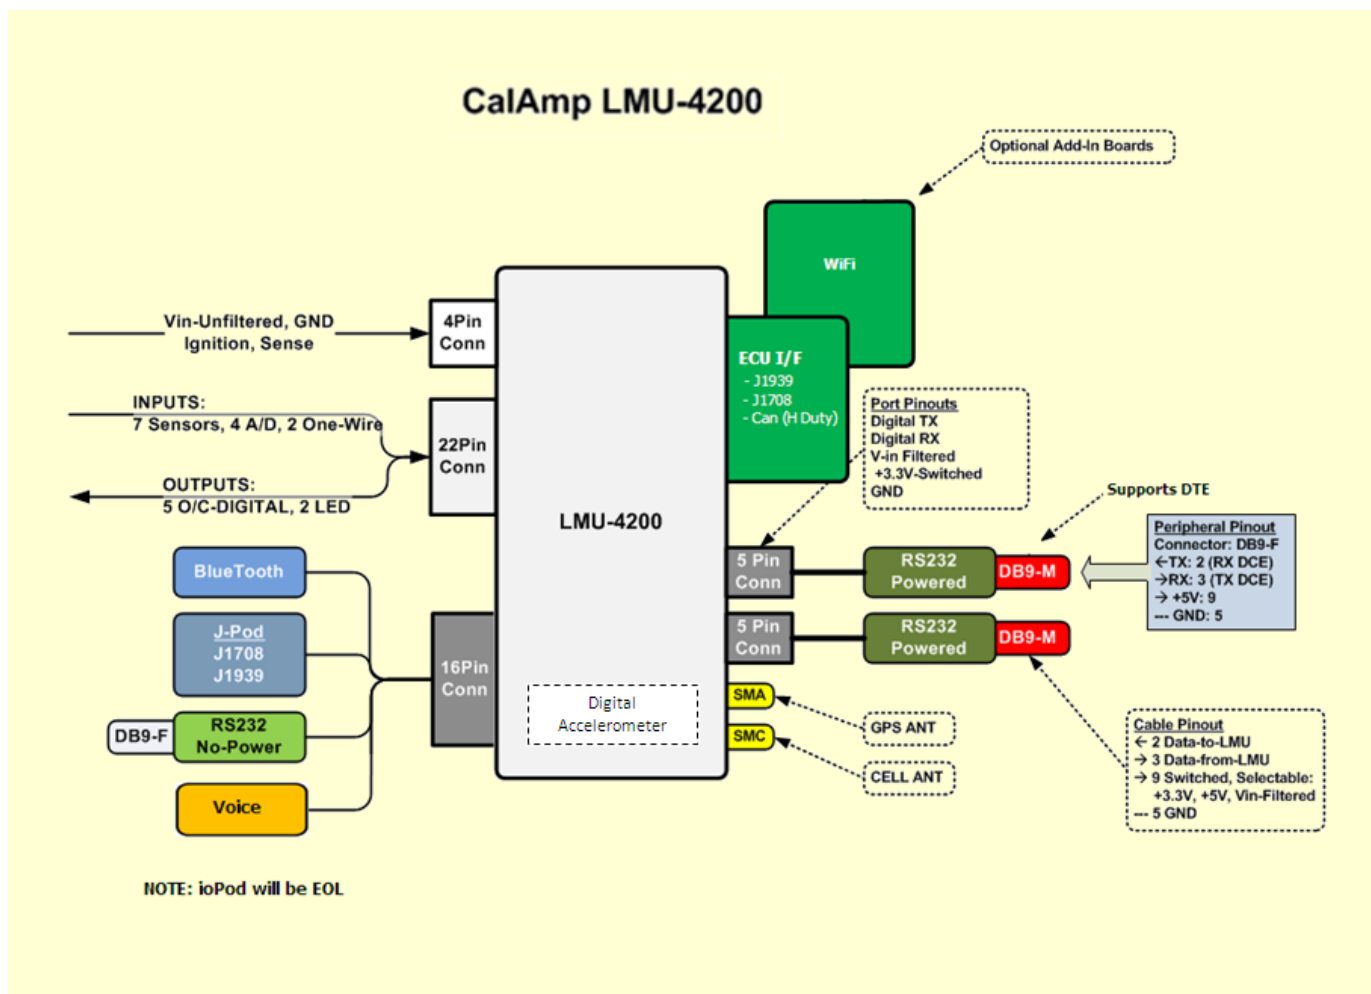 CalAmp LMU-4200
Optional Add-In Boards
WiFi
Vin-Unfiltered, GND
Ignition, Sense
4Pin
Conn
ECU I/F
- J1939
- J1708
- Can (H Duty)
INPUTS:
7 Sensors, 4 A/D, 2 One-Wire
22Pin
Conn
OUTPUTS:
5 O/C-DIGITAL, 2 LED
Port Pinouts
Digital TX
Digital RX
V-in Filtered
+3.3V-Switched
GND
LMU-4200
Supports DTE
Peripheral Pinout
Connector: DB9-F
←TX: 2 (RX DCE)
→RX: 3 (TX DCE)
→ +5V: 9
--- GND: 5
BlueTooth
5 Pin
Conn
RS232
Powered
DB9-M
J-Pod
J1708
J1939
5 Pin
Conn
RS232
Powered
DB9-M
16Pin
Conn
Digital
Accelerometer
SMA
GPS ANT
DB9-F
RS232
No-Power
SMC
CELL ANT
Cable Pinout
← 2 Data-to-LMU
→ 3 Data-from-LMU
→ 9 Switched, Selectable:
+3.3V, +5V, Vin-Filtered
--- 5 GND
Voice
NOTE: ioPod will be EOL